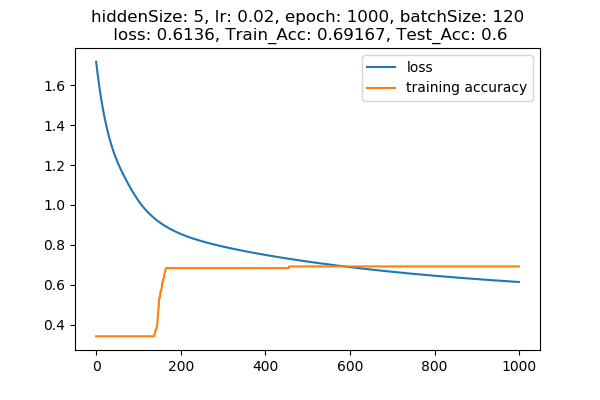 hiddenSize: 5, lr: 0.02, epoch: 1000, batchSize: 120
loss: 0.6136, Train_Acc: 0.69167, Test_Acc: 0.6
loss
training accuracy
1.6
1.4
1.2
1.0
0.8
0.6
0.4
0 200 400 600 800 1000